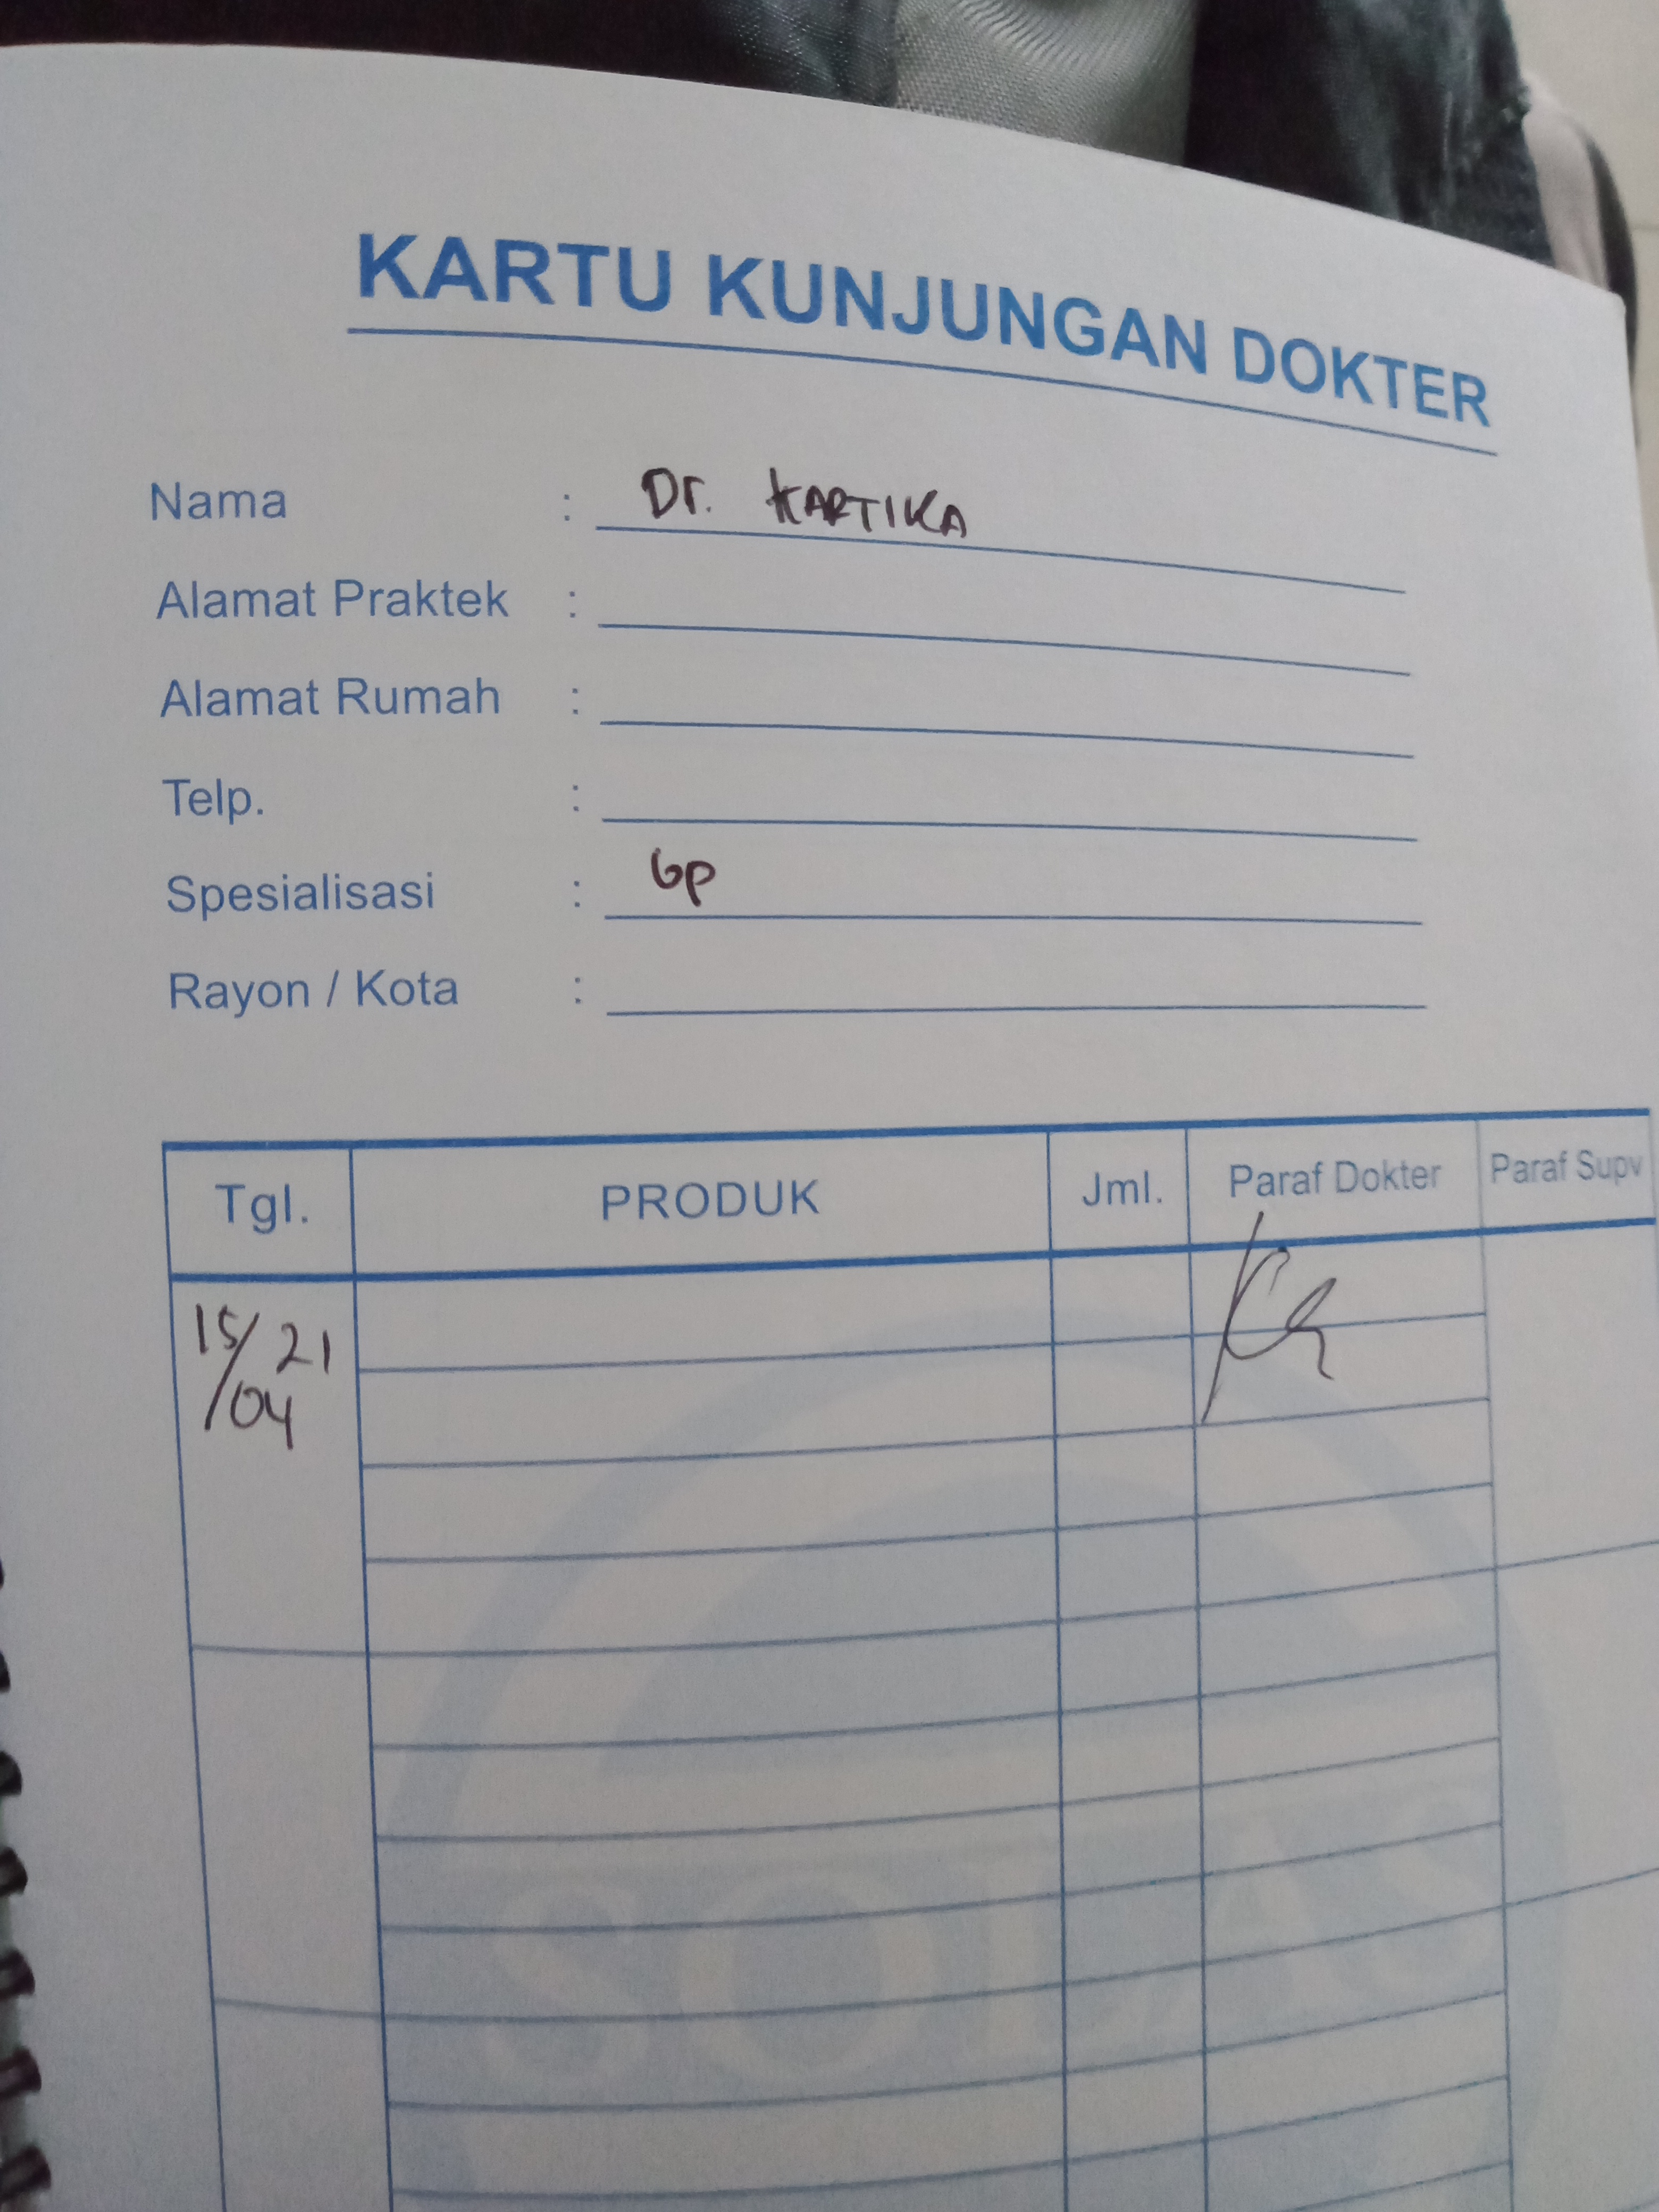 KARTU KUNJUNGAN DOKTER
Nama : Dr. KARTIKA
Alamat Praktek :
Alamat Rumah :
Telp. :
Spesialisasi : Gp
Rayon / Kota :
Tgl. PRODUK Jml. Paraf Dokter Paraf Supv
15/04 21
SOLAS